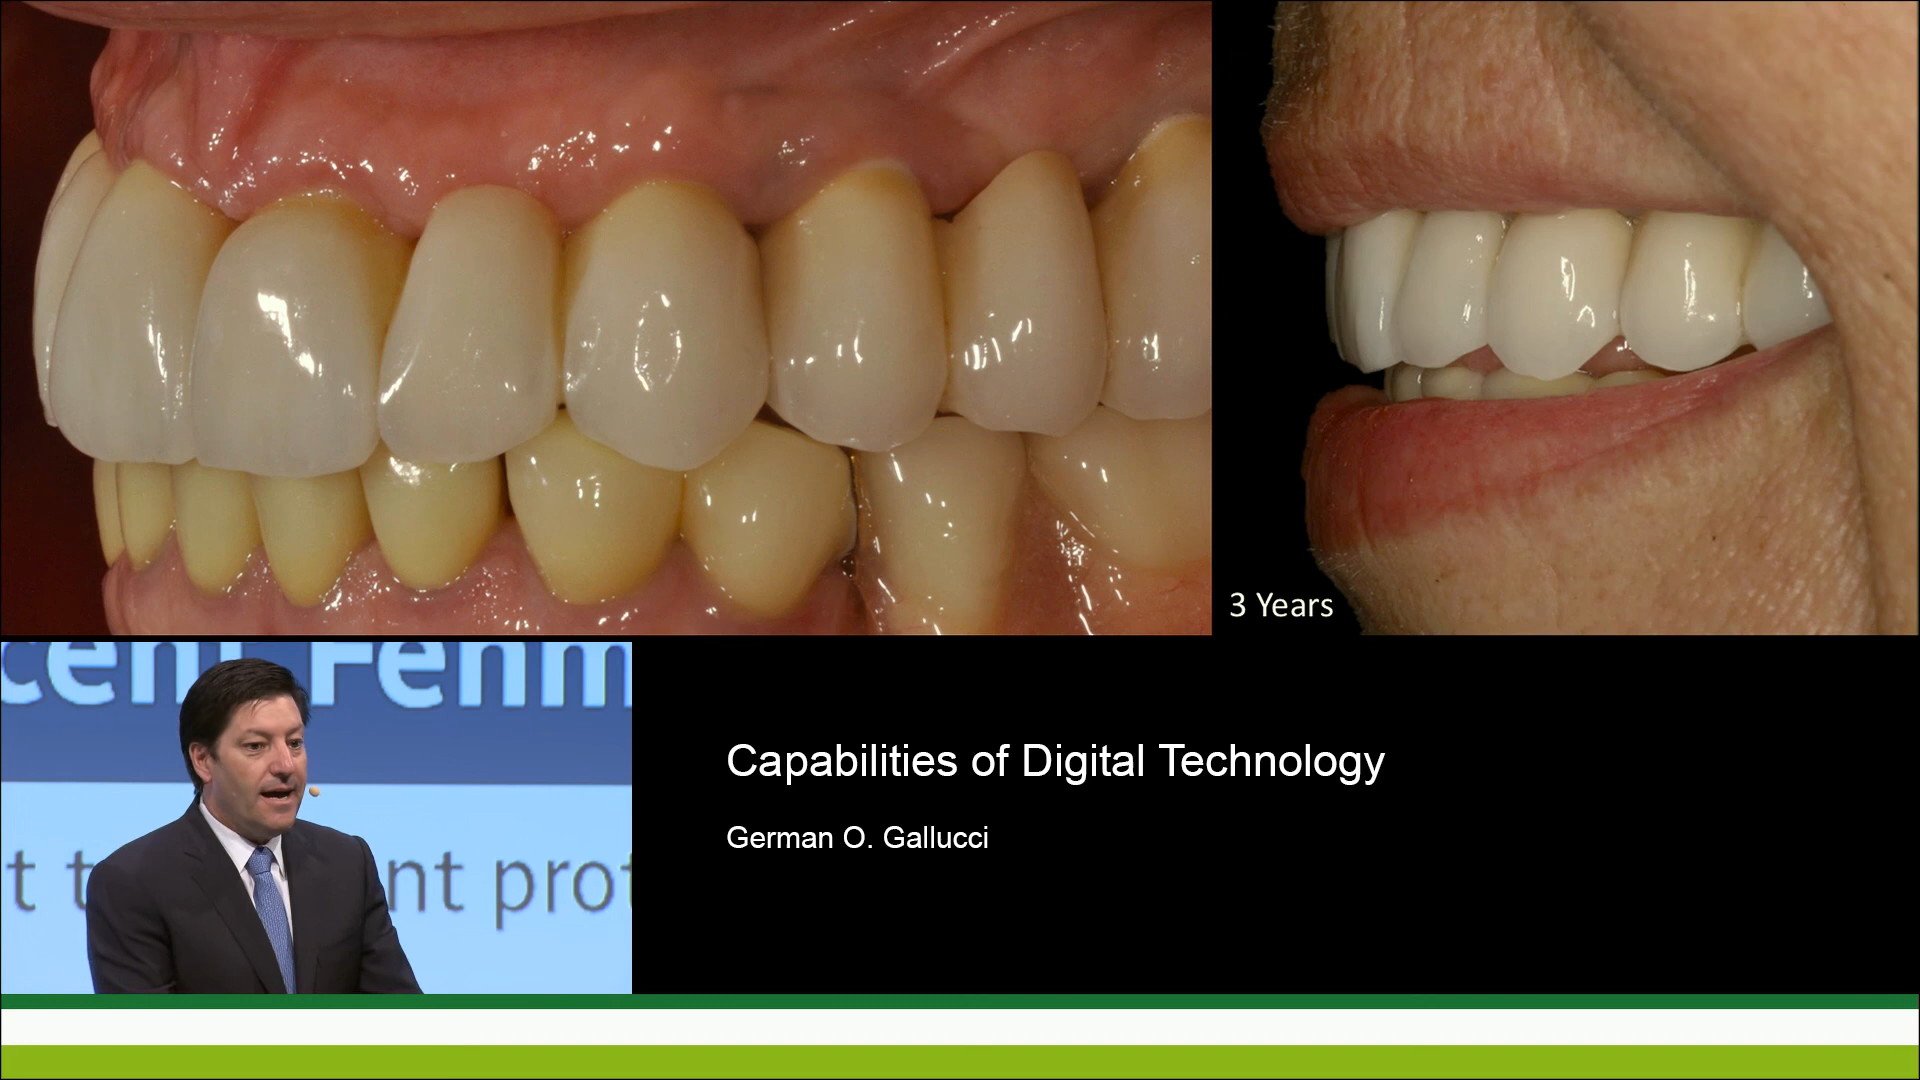 3 Years
Capabilities of Digital Technology
German O. Gallucci